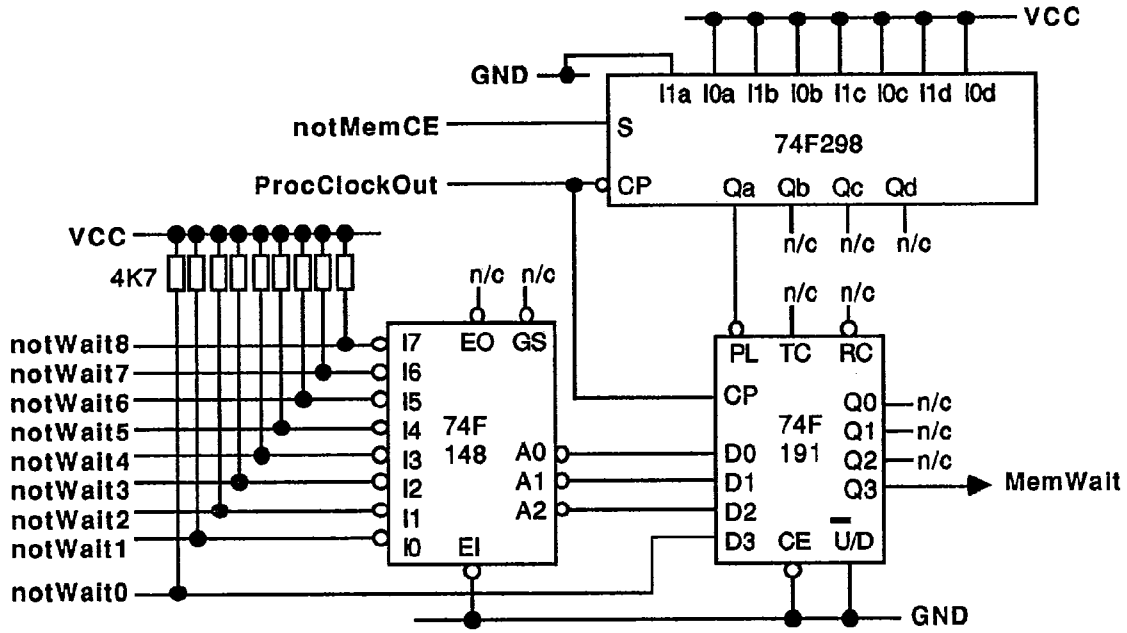 VCC
GND
I1a I0a I1b I0b I1c I0c I1d I0d
notMemCE
S
74F298
ProcClockOut
CP
Qa Qb Qc Qd
n/c n/c n/c
VCC
4K7
n/c n/c
n/c n/c
notWait8
I7
EO
GS
PL
TC
RC
notWait7
I6
notWait6
I5
CP
Q0
n/c
notWait5
I4
74F
148
74F
191
Q1
n/c
notWait4
I3
A0
D0
Q2
n/c
notWait3
I2
A1
D1
Q3
MemWait
notWait2
I1
A2
D2
notWait1
I0
EI
D3
CE
U/D
notWait0
GND